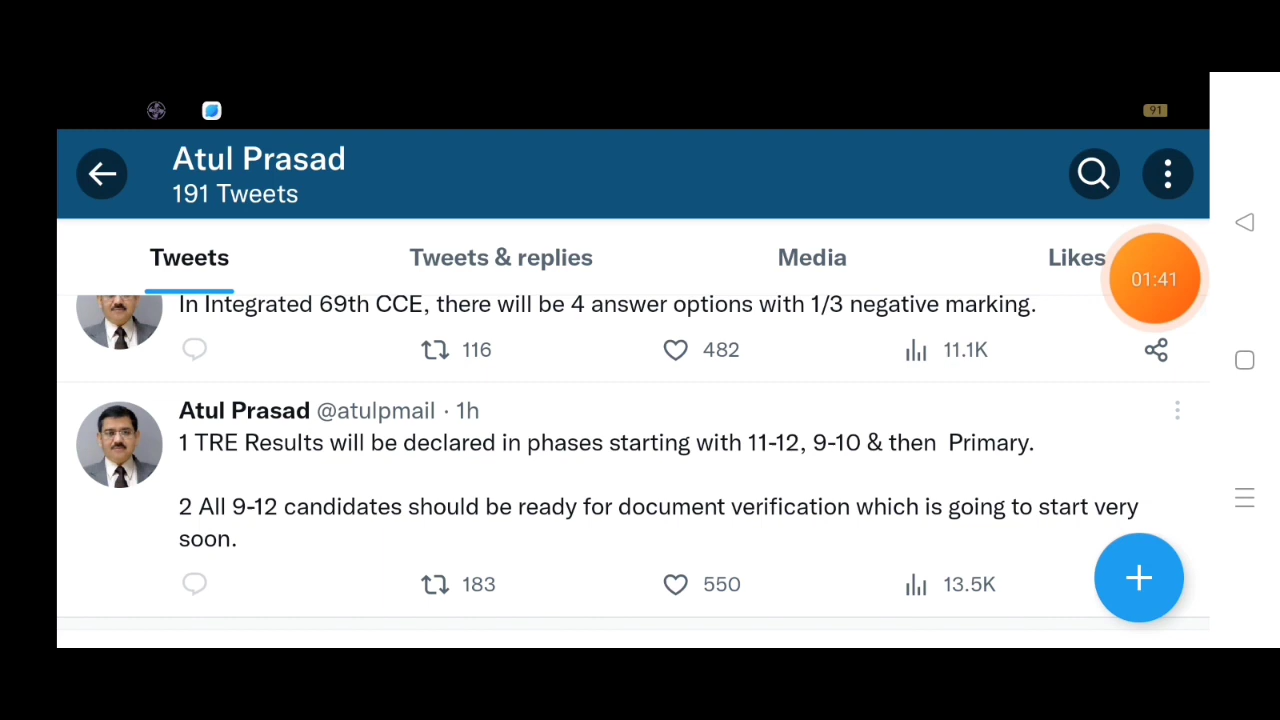 91
Atul Prasad
191 Tweets
Tweets Tweets & replies Media Likes
01:41
In Integrated 69th CCE, there will be 4 answer options with 1/3 negative marking.
116 482 11.1K
Atul Prasad @atulpmail · 1h
1 TRE Results will be declared in phases starting with 11-12, 9-10 & then Primary.
2 All 9-12 candidates should be ready for document verification which is going to start very
soon.
183 550 13.5K